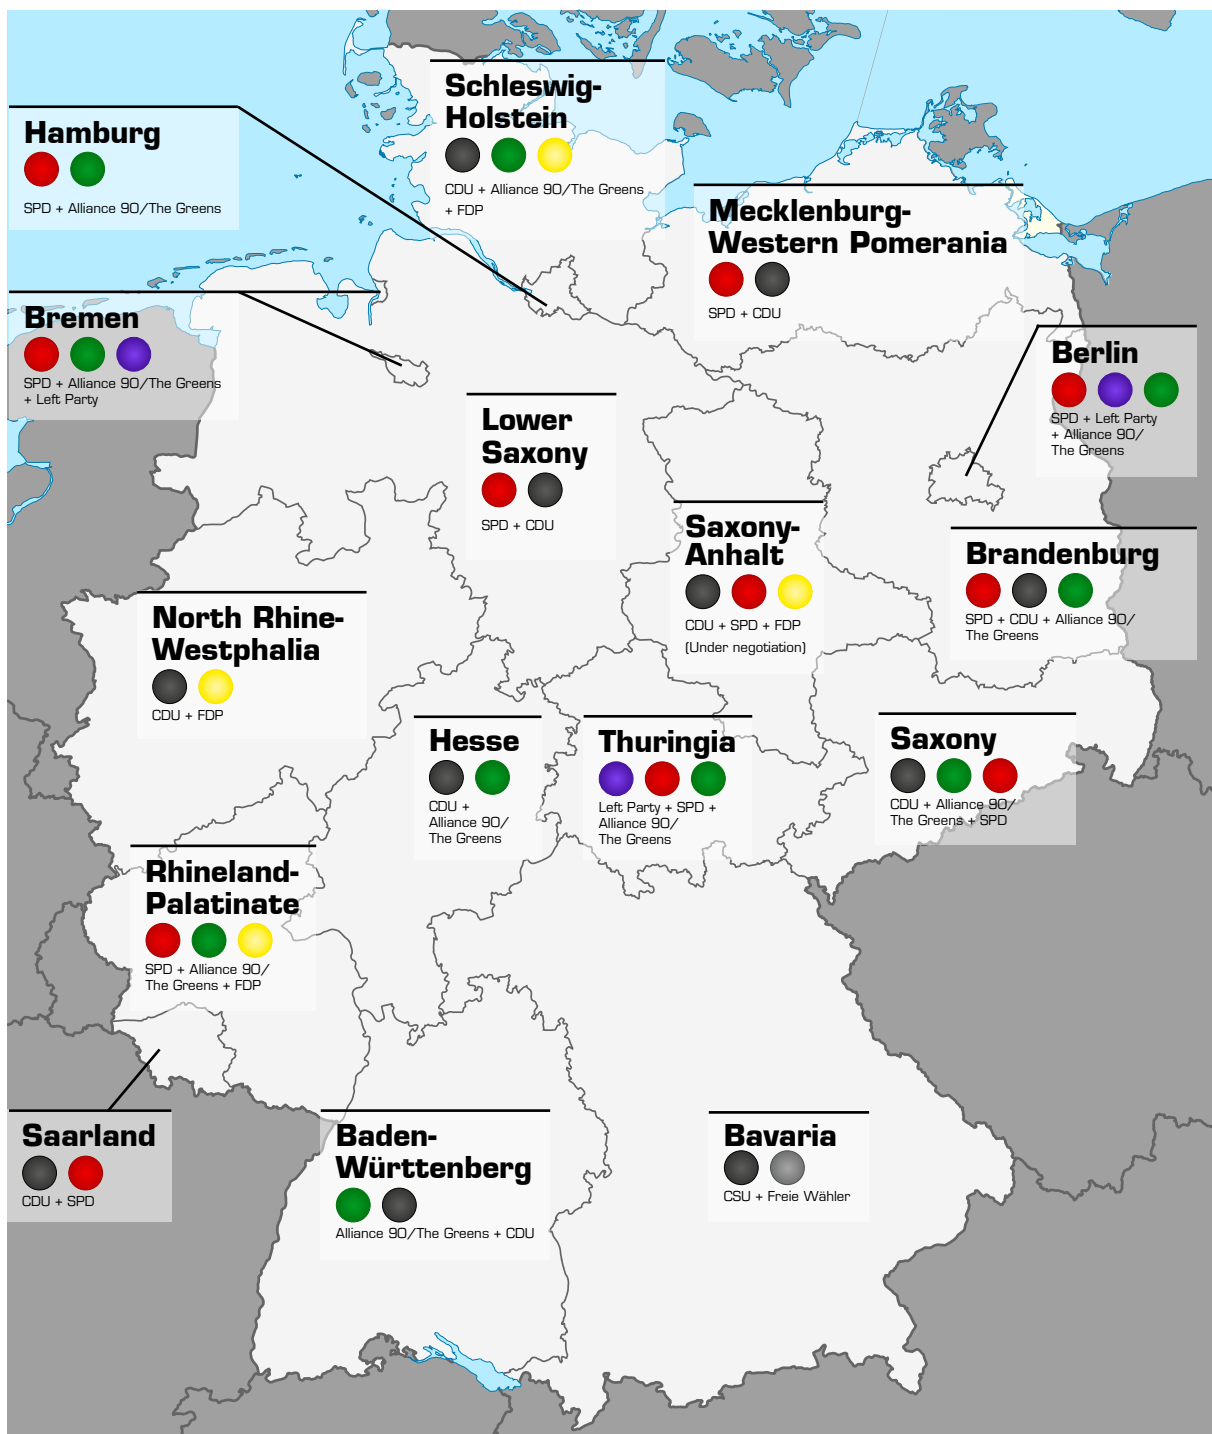 Schleswig-
Holstein
CDU + Alliance 90/The Greens
+ FDP
Hamburg
SPD + Alliance 90/The Greens
Mecklenburg-
Western Pomerania
SPD + CDU
Bremen
SPD + Alliance 90/The Greens
+ Left Party
Berlin
SPD + Left Party
+ Alliance 90/
The Greens
Lower
Saxony
SPD + CDU
Saxony-
Anhalt
CDU + SPD + FDP
(Under negotiation)
Brandenburg
SPD + CDU + Alliance 90/
The Greens
North Rhine-
Westphalia
CDU + FDP
Hesse
CDU +
Alliance 90/
The Greens
Thuringia
Left Party + SPD +
Alliance 90/
The Greens
Saxony
CDU + Alliance 90/
The Greens + SPD
Rhineland-
Palatinate
SPD + Alliance 90/
The Greens + FDP
Saarland
CDU + SPD
Baden-
Württenberg
Alliance 90/The Greens + CDU
Bavaria
CSU + Freie Wähler